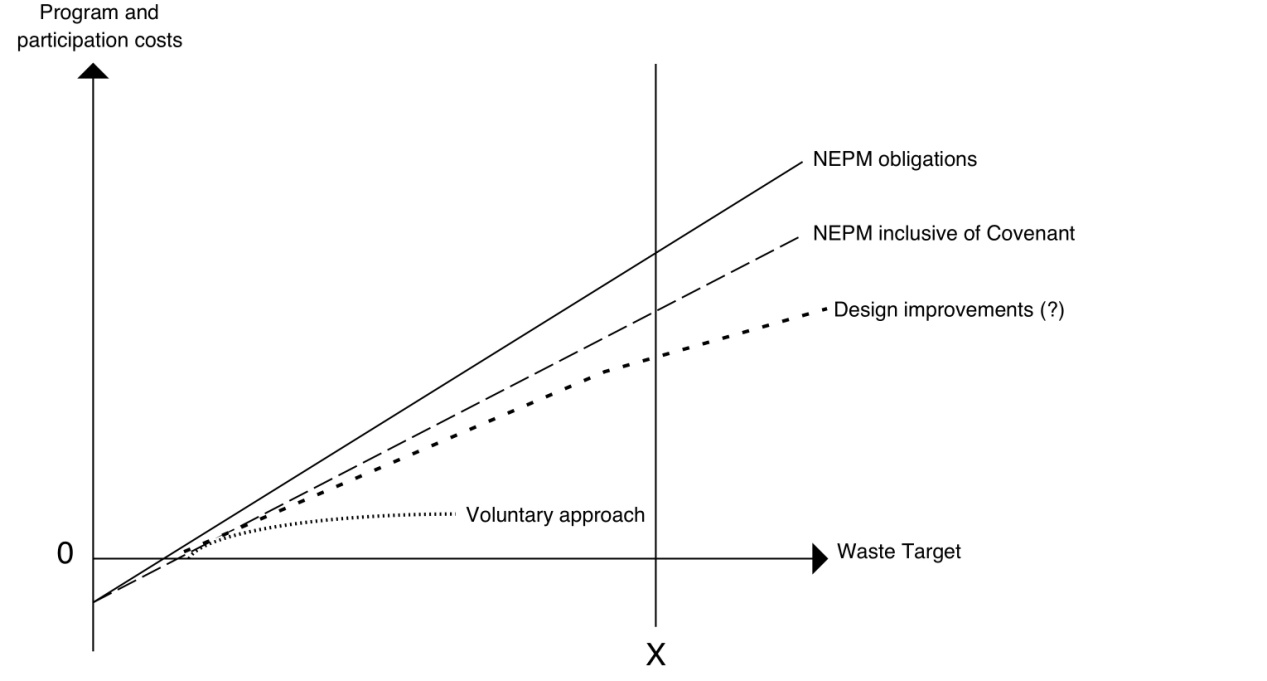 Program and
participation costs
NEPM obligations
NEPM inclusive of Covenant
Design improvements (?)
Voluntary approach
0
Waste Target
X